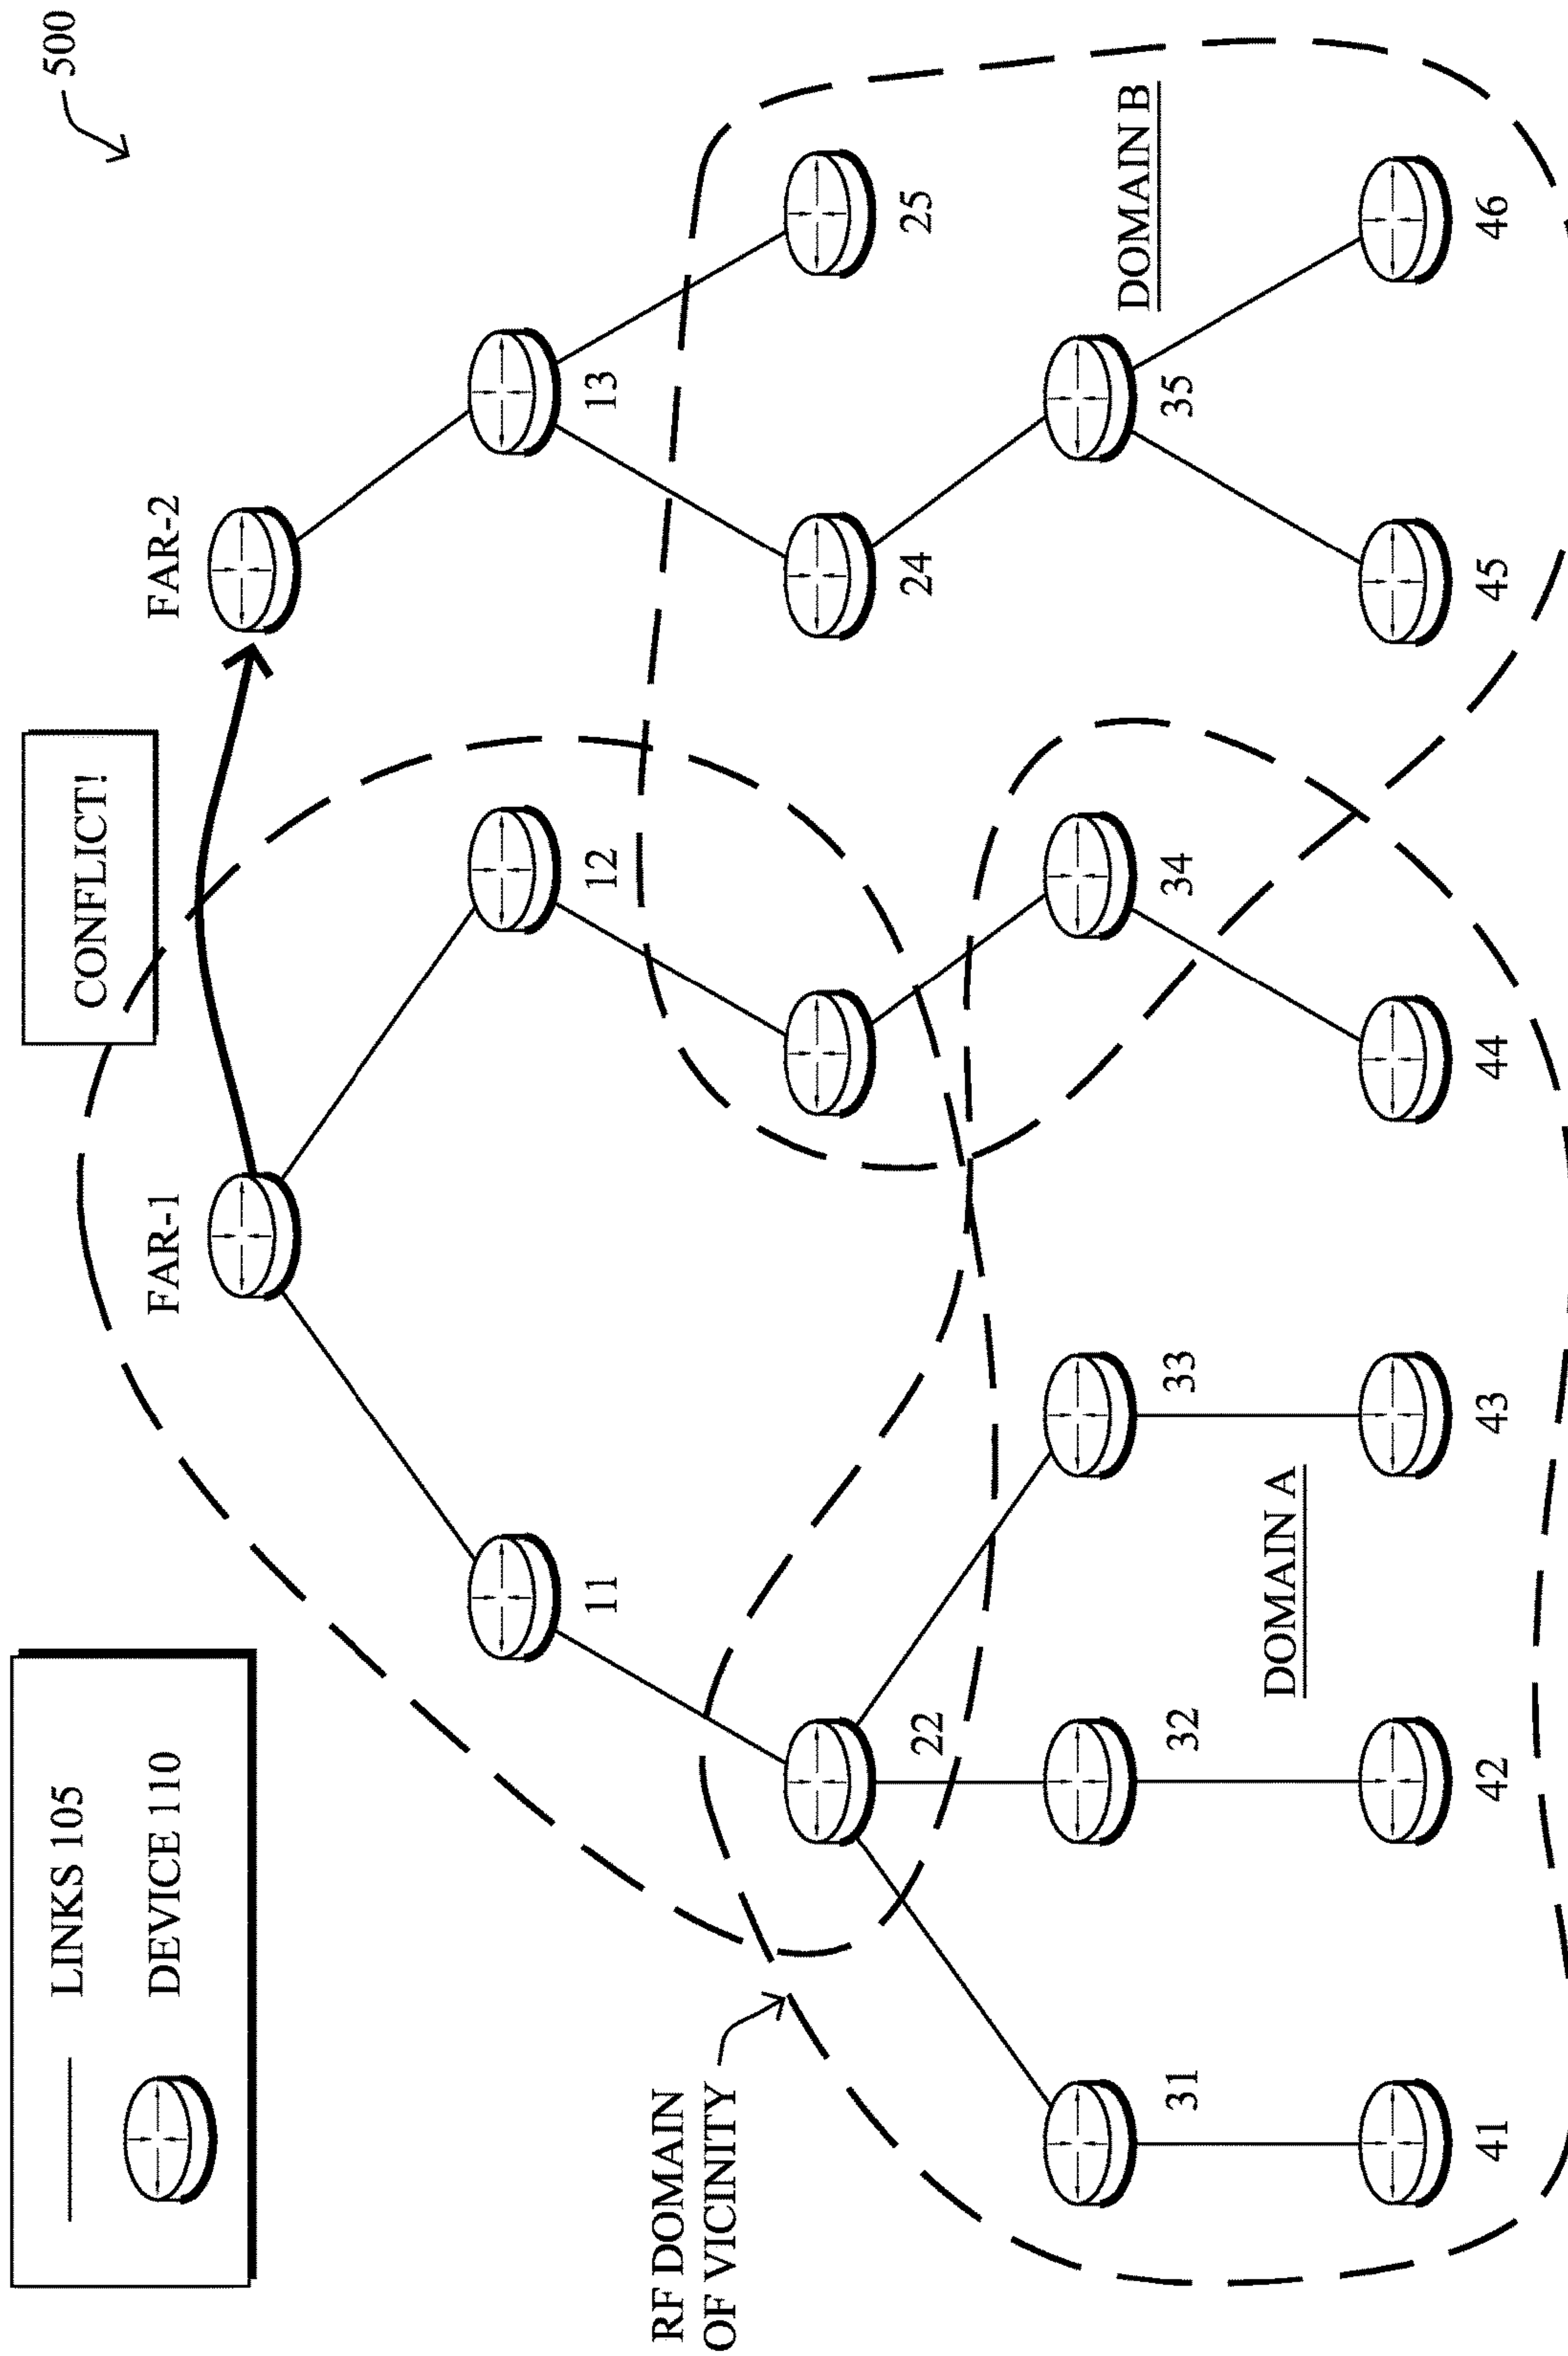 500
LINKS 105
DEVICE 110
CONFLICT!
FAR-1
FAR-2
11
12
13
RF DOMAIN
OF VICINITY
22
24
25
31
32
33
34
35
DOMAIN A
DOMAIN B
41
42
43
44
45
46